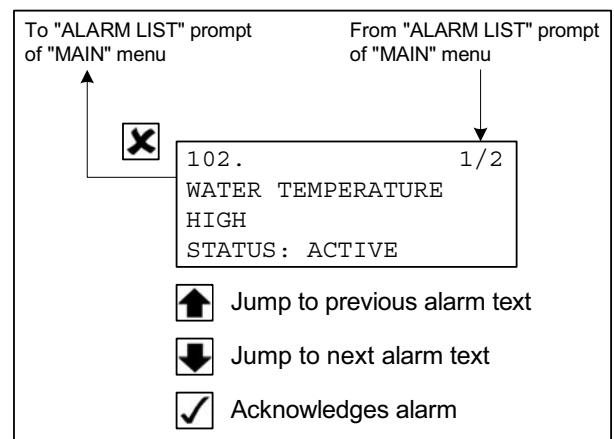 To "ALARM LIST" prompt
of "MAIN" menu
From "ALARM LIST" prompt
of "MAIN" menu
102. 1/2
WATER TEMPERATURE
HIGH
STATUS: ACTIVE
Jump to previous alarm text
Jump to next alarm text
Acknowledges alarm